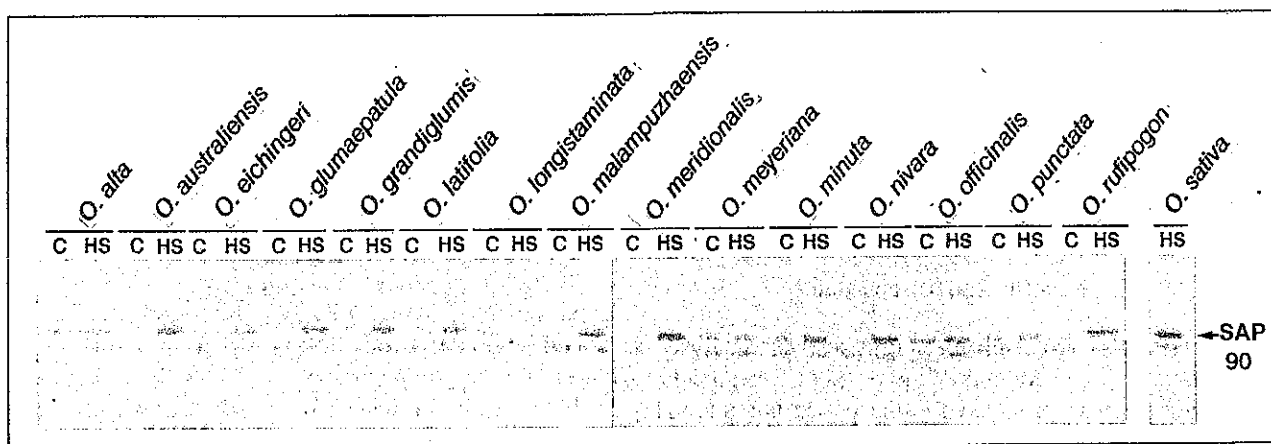 O. alta
O. australiensis
O. eichingeri
O. glumaepatula
O. grandiglumis
O. latifolia
O. longistaminata
O. malampuzhaensis
O. meridionalis
O. meyeriana
O. minuta
O. nivara
O. officinalis
O. punctata
O. rufipogon
O. sativa
C HS C HS C HS C HS C HS C HS C HS C HS C HS C HS C HS C HS C HS C HS C HS HS
SAP
90